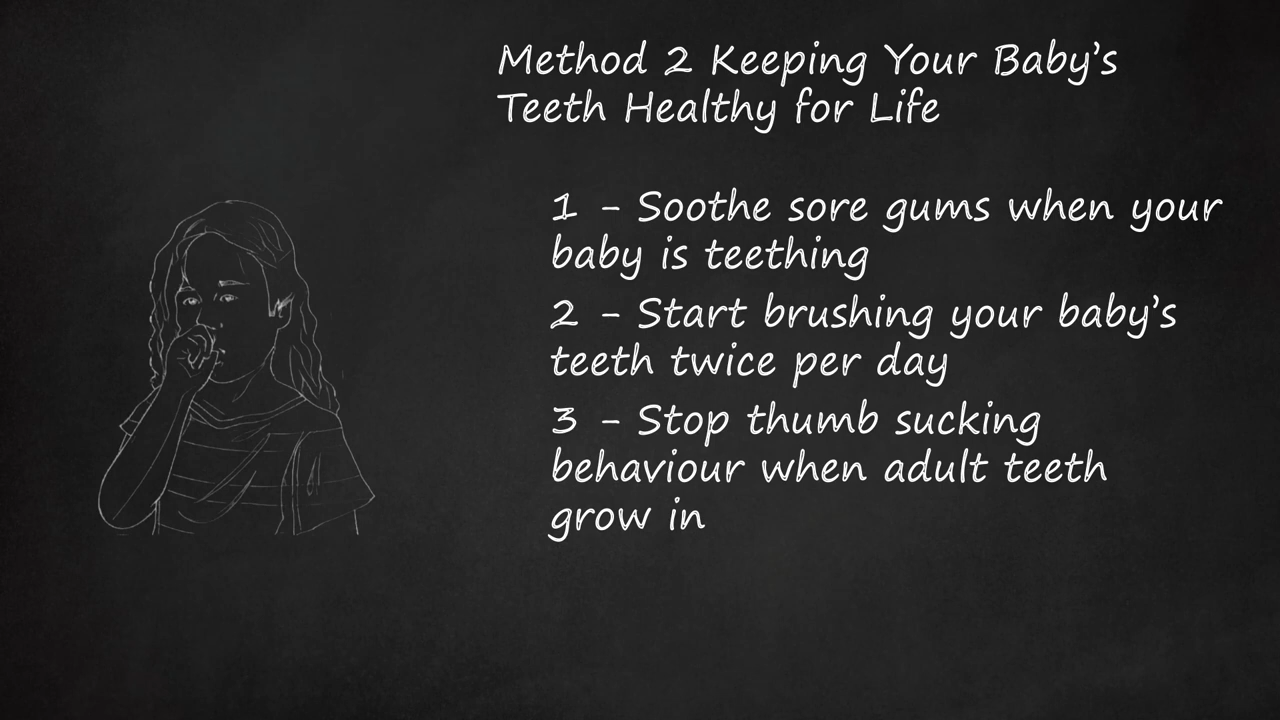 Method 2 Keeping Your Baby’s
Teeth Healthy for Life
1 - Soothe sore gums when your
baby is teething
2 - Start brushing your baby’s
teeth twice per day
3 - Stop thumb sucking
behaviour when adult teeth
grow in